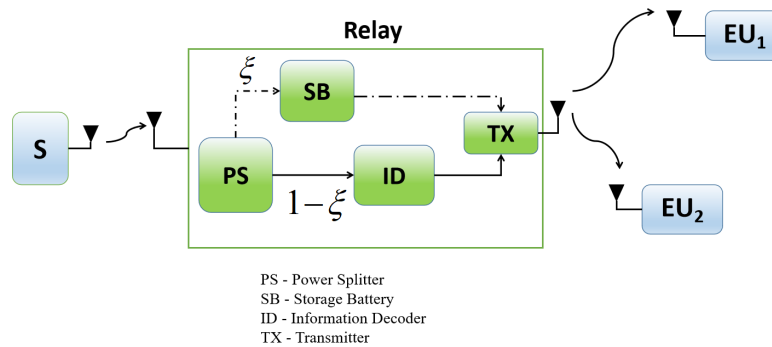 Relay
EU₁
ξ
SB
S
TX
PS
ID
1-ξ
EU₂
PS - Power Splitter
SB - Storage Battery
ID - Information Decoder
TX - Transmitter